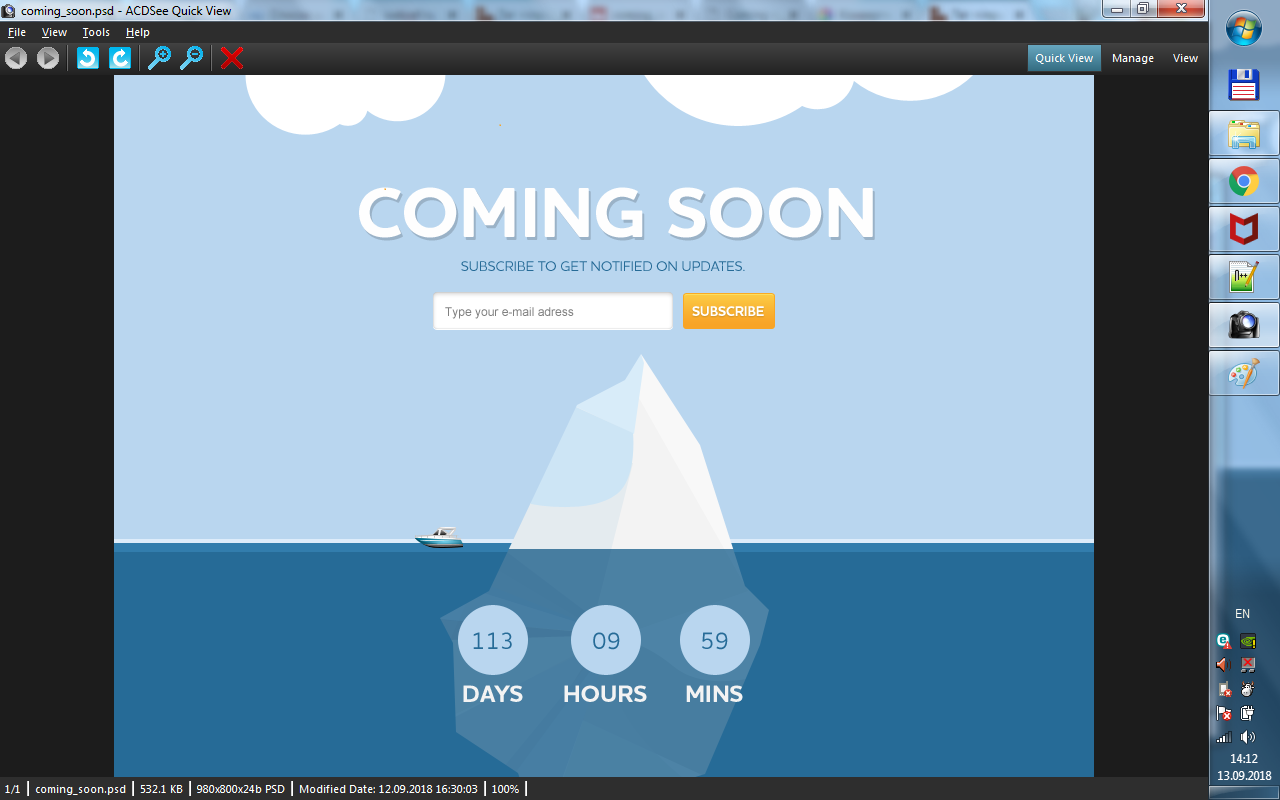 coming_soon.psd - ACDSee Quick View
File View Tools Help
Quick View Manage View
COMING SOON
SUBSCRIBE TO GET NOTIFIED ON UPDATES.
Type your e-mail adress SUBSCRIBE
113 09 59
DAYS HOURS MINS
EN
14:12
13.09.2018
1/1 coming_soon.psd 532.1 KB 980x800x24b PSD Modified Date: 12.09.2018 16:30:03 100%